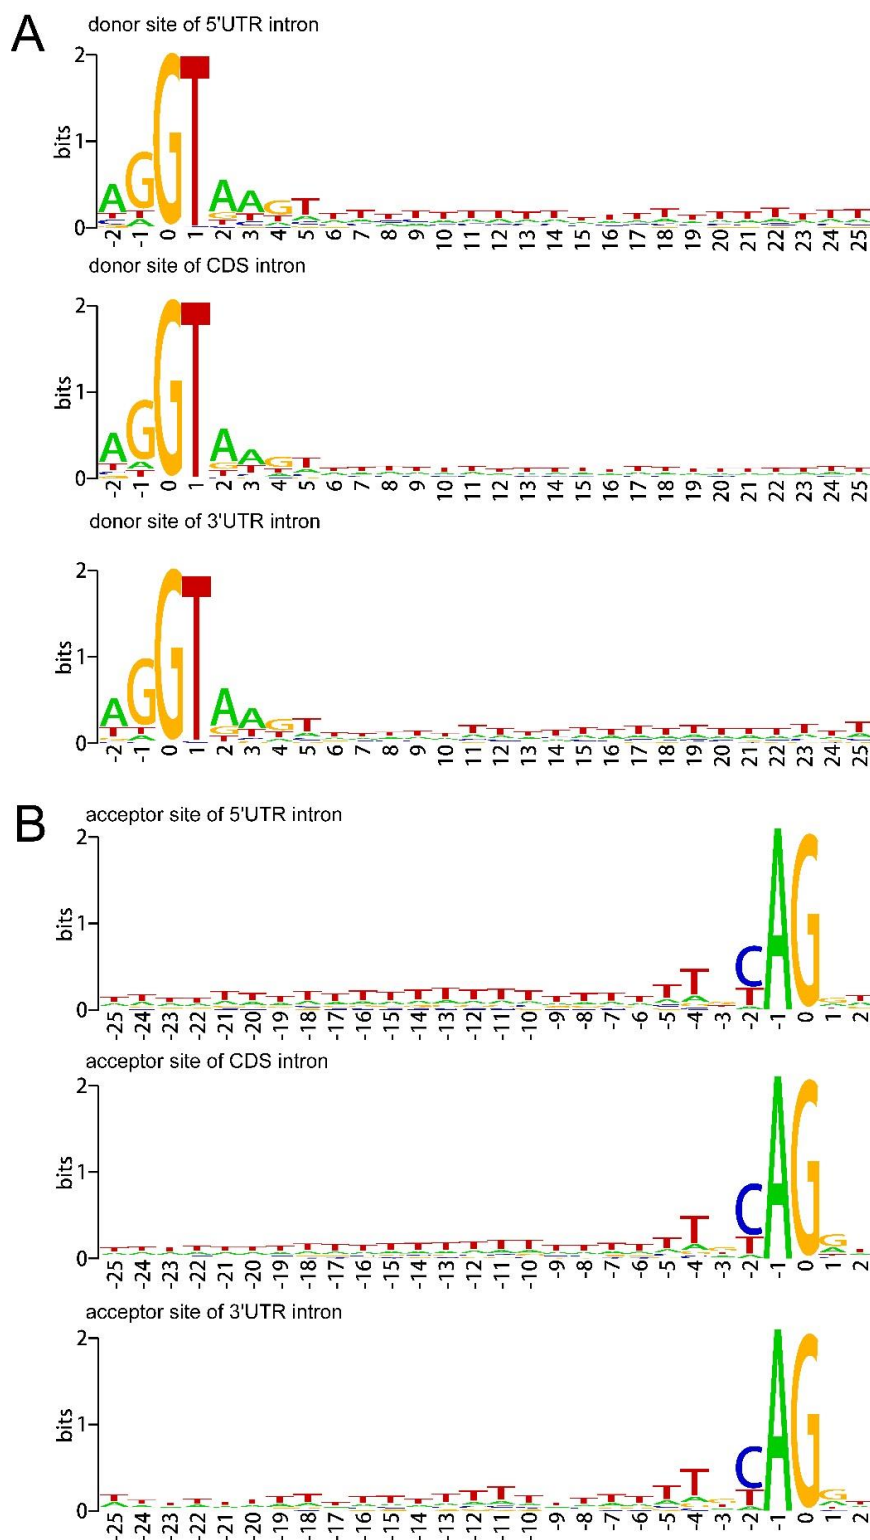 A
donor site of 5'UTR intron
bits
2
1
0
-2 -1 0 1 2 3 4 5 6 7 8 9 10 11 12 13 14 15 16 17 18 19 20 21 22 23 24 25
donor site of CDS intron
bits
2
1
0
-2 -1 0 1 2 3 4 5 6 7 8 9 10 11 12 13 14 15 16 17 18 19 20 21 22 23 24 25
donor site of 3'UTR intron
bits
2
1
0
-2 -1 0 1 2 3 4 5 6 7 8 9 10 11 12 13 14 15 16 17 18 19 20 21 22 23 24 25
B
acceptor site of 5'UTR intron
bits
2
1
0
-25 -24 -23 -22 -21 -20 -19 -18 -17 -16 -15 -14 -13 -12 -11 -10 -9 -8 -7 -6 -5 -4 -3 -2 -1 0 1 2
acceptor site of CDS intron
bits
2
1
0
-25 -24 -23 -22 -21 -20 -19 -18 -17 -16 -15 -14 -13 -12 -11 -10 -9 -8 -7 -6 -5 -4 -3 -2 -1 0 1 2
acceptor site of 3'UTR intron
bits
2
1
0
-25 -24 -23 -22 -21 -20 -19 -18 -17 -16 -15 -14 -13 -12 -11 -10 -9 -8 -7 -6 -5 -4 -3 -2 -1 0 1 2